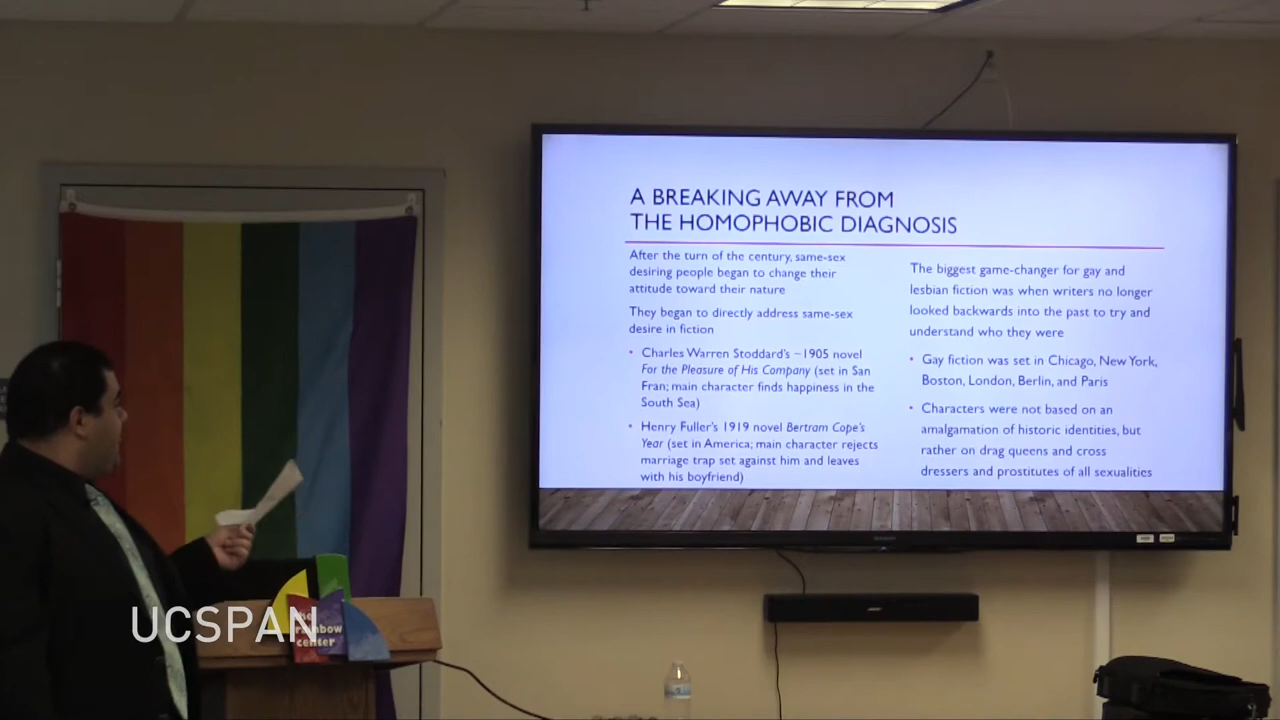 A BREAKING AWAY FROM
THE HOMOPHOBIC DIAGNOSIS
After the turn of the century, same-sex
desiring people began to change their
attitude toward their nature
They began to directly address same-sex
desire in fiction
• Charles Warren Stoddard's ~1905 novel
For the Pleasure of His Company (set in San
Fran; main character finds happiness in the
South Sea)
• Henry Fuller's 1919 novel Bertram Cope's
Year (set in America; main character rejects
marriage trap set against him and leaves
with his boyfriend)
The biggest game-changer for gay and
lesbian fiction was when writers no longer
looked backwards into the past to try and
understand who they were
• Gay fiction was set in Chicago, New York,
Boston, London, Berlin, and Paris
• Characters were not based on an
amalgamation of historic identities, but
rather on drag queens and cross
dressers and prostitutes of all sexualities
UCSPAN
the
rainbow
center